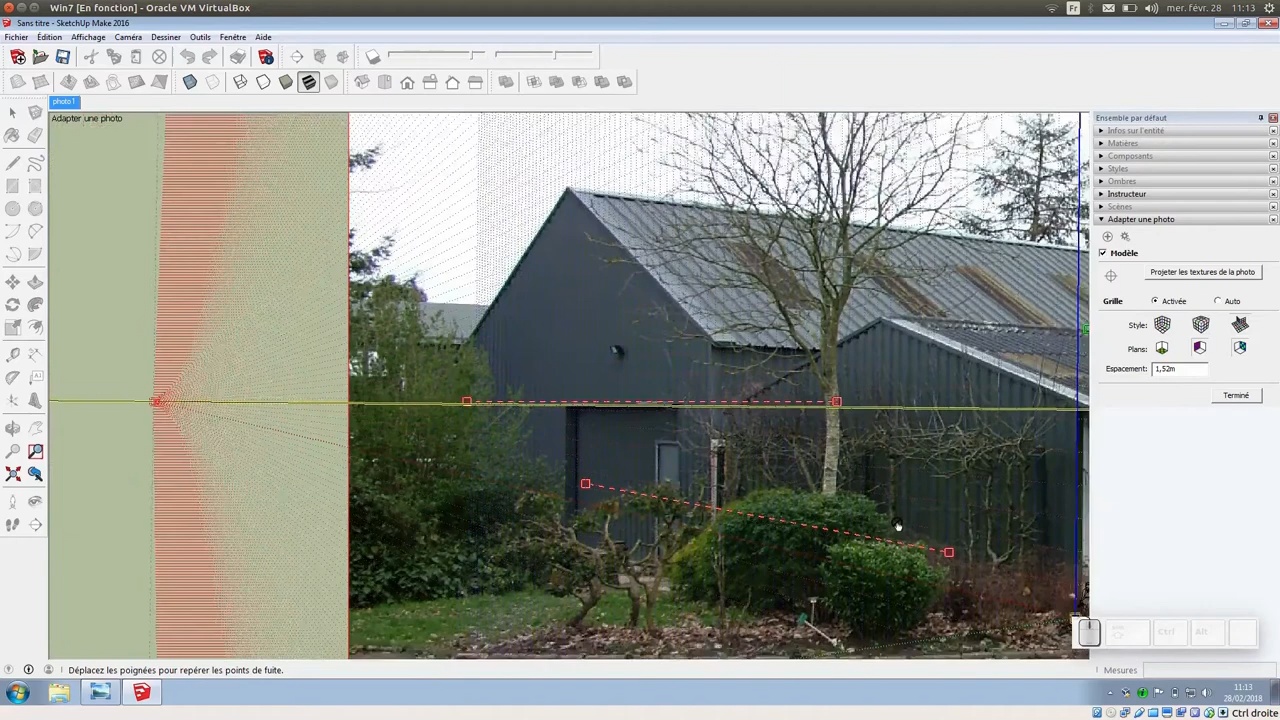 Win7 [En fonction] - Oracle VM VirtualBox
Fr
mer. févr. 28
11:13
Sans titre - SketchUp Make 2016
Fichier
Édition
Affichage
Caméra
Dessiner
Outils
Fenêtre
Aide
photo1
Adapter une photo
Ensemble par défaut
Infos sur l'entité
Matières
Composants
Styles
Ombres
Instructeur
Scènes
Adapter une photo
Modèle
Projeter les textures de la photo
Grille
Activée
Auto
Style:
Plans:
Espacement:
1,52m
Terminé
Ctrl
Alt
Déplacez les poignées pour repérer les points de fuite.
Mesures
11:13
28/02/2018
Ctrl droite